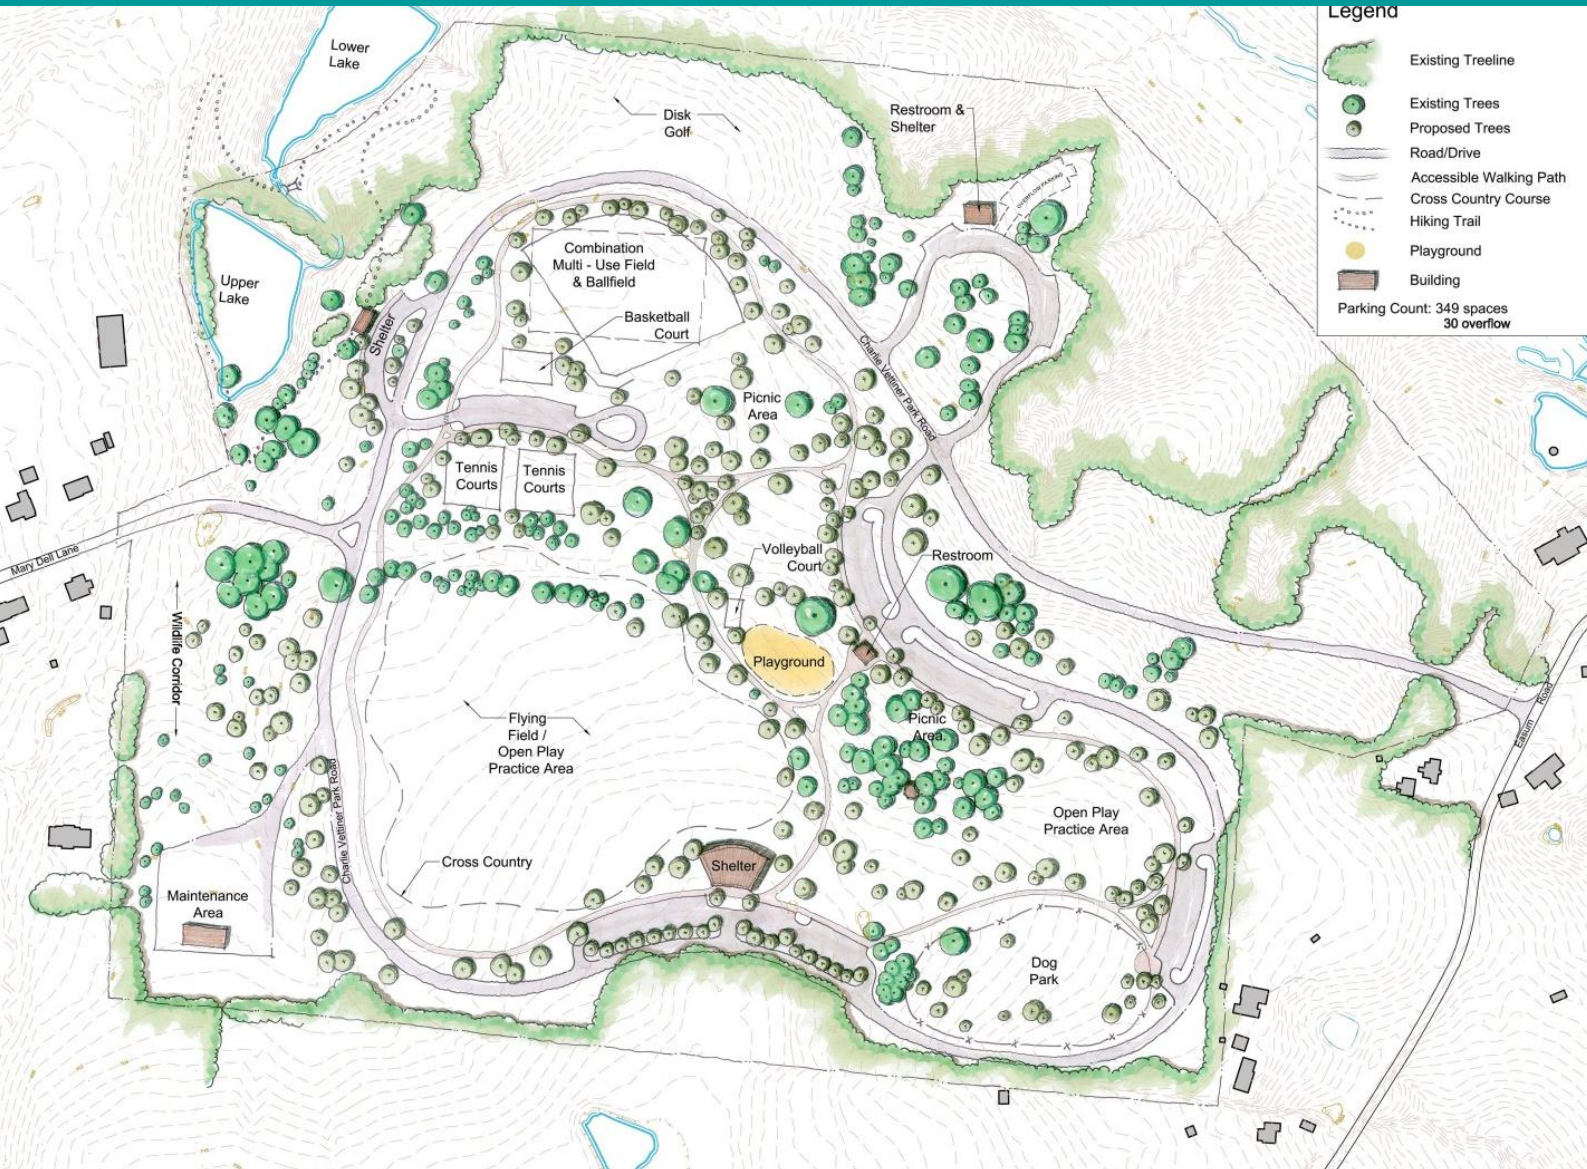 Legend
Existing Treeline
Existing Trees
Proposed Trees
Road/Drive
Accessible Walking Path
Cross Country Course
Hiking Trail
Playground
Building
Parking Count: 349 spaces
30 overflow
Lower
Lake
Disk
Golf
Restroom &
Shelter
OVERFLOW PARKING
Upper
Lake
Combination
Multi - Use Field
& Ballfield
Basketball
Court
Shelter
Charlie Vettiner Park Road
Picnic
Area
Tennis
Courts
Tennis
Courts
Mary Dell Lane
Volleyball
Court
Restroom
Wildlife Corridor
Playground
Easum Road
Flying
Field /
Open Play
Practice Area
Picnic
Area
Charlie Vettiner Park Road
Open Play
Practice Area
Cross Country
Shelter
Maintenance
Area
Dog
Park